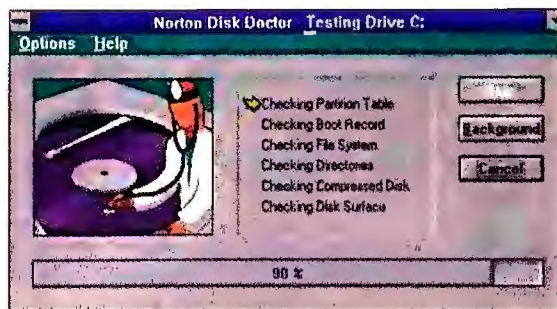 Norton Disk Doctor Testing Drive C:
Options Help
Checking Partition Table
Checking Boot Record
Checking File System
Checking Directories
Checking Compressed Disk
Checking Disk Surface
Background
Cancel
90 %